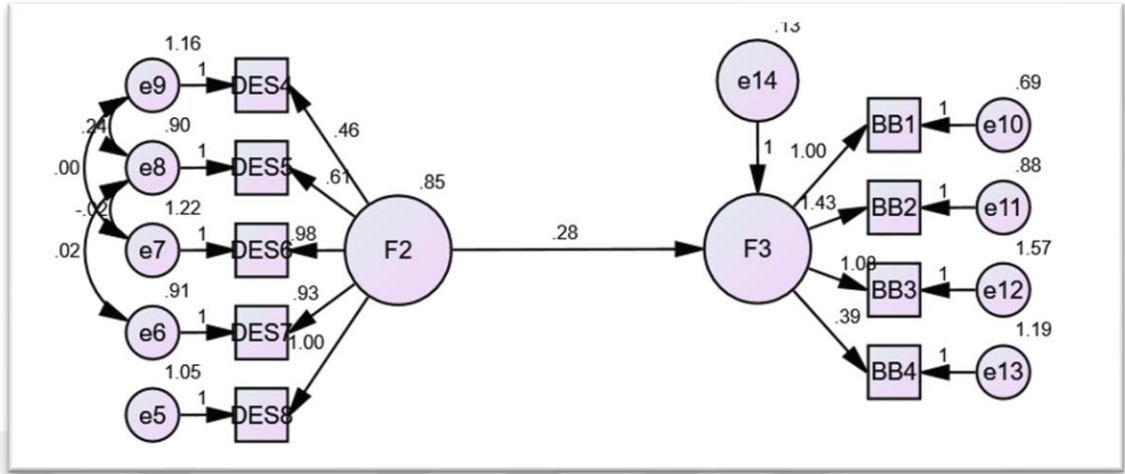 .13
1.16
e9
1
DES4
e14
.69
.24
.90
.46
BB1
1
e10
e8
1
DES5
.61
.85
1
1.00
.88
.00
-.02
1.22
1.43
BB2
1
e11
e7
1
DES6
.98
F2
.28
F3
1.57
.02
.91
.93
1.08
BB3
1
e12
e6
1
DES7
1.00
.39
1.19
1.05
BB4
1
e13
e5
1
DES8